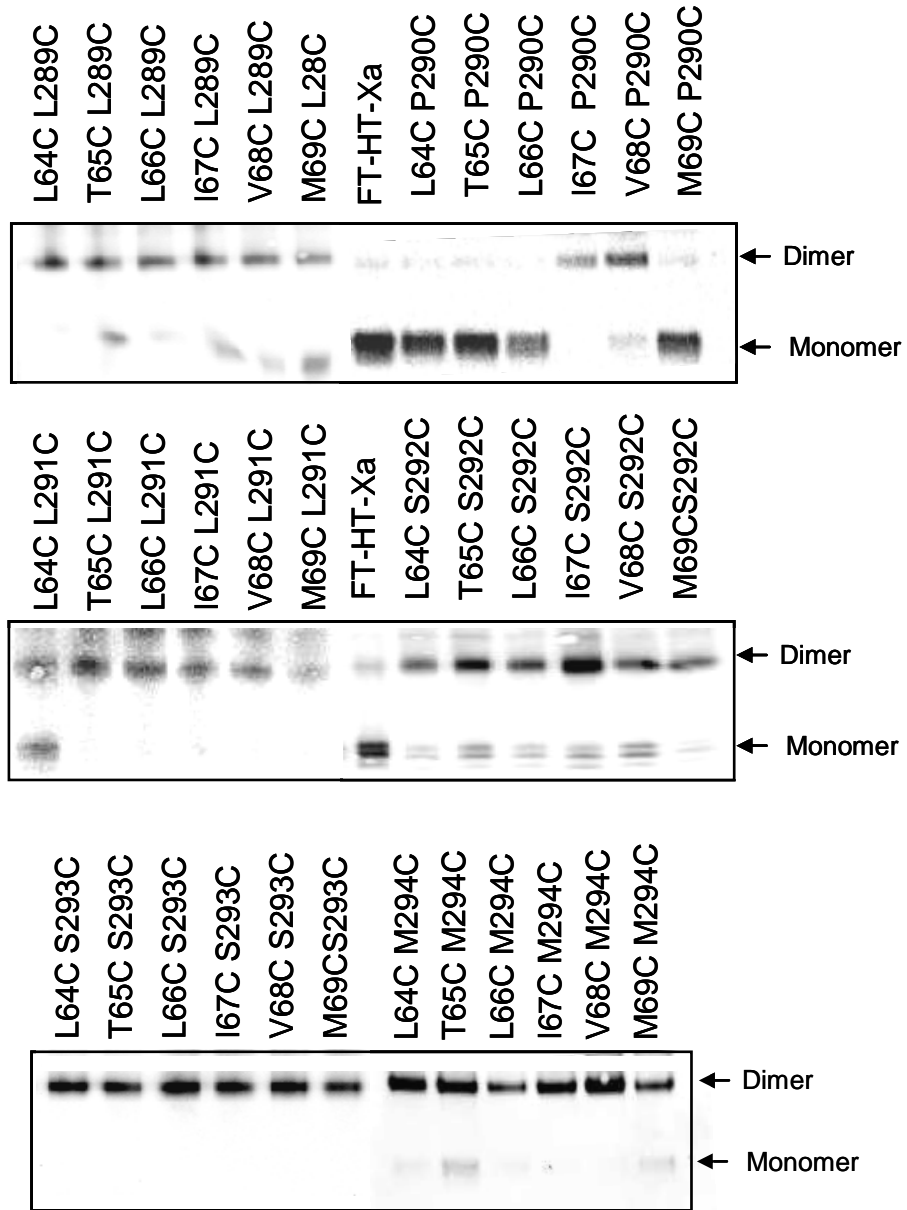 L64C L289C
T65C L289C
L66C L289C
I67C L289C
V68C L289C
M69C L28C
FT-HT-Xa
L64C P290C
T65C P290C
L66C P290C
I67C P290C
V68C P290C
M69C P290C
Dimer
Monomer
L64C L291C
T65C L291C
L66C L291C
I67C L291C
V68C L291C
M69C L291C
FT-HT-Xa
L64C S292C
T65C S292C
L66C S292C
I67C S292C
V68C S292C
M69CS292C
Dimer
Monomer
L64C S293C
T65C S293C
L66C S293C
I67C S293C
V68C S293C
M69CS293C
L64C M294C
T65C M294C
L66C M294C
I67C M294C
V68C M294C
M69C M294C
Dimer
Monomer